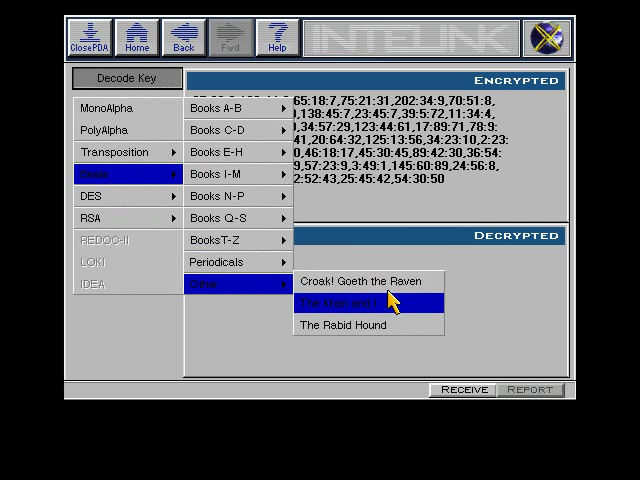 INTELINK
ClosePDA Home Back Fwd Help
Decode Key
ENCRYPTED
65:18:7,75:21:31,202:34:9,70:51:8,
,138:45:7,23:45:7,39:5:72,11:34:4,
,34:57:29,123:44:61,17:89:71,78:9:
41,20:64:32,125:13:56,34:23:10,2:23:
0,46:18:17,45:30:45,89:42:30,36:54:
9,57:23:9,3:49:1,145:60:89,24:56:8,
2:52:43,25:45:42,54:30:50
MonoAlpha
PolyAlpha
Transposition
Beale
DES
RSA
REDOC-II
LOKI
IDEA
Books A-B
Books C-D
Books E-H
Books I-M
Books N-P
Books Q-S
BooksT-Z
Periodicals
Other
DECRYPTED
Croak! Goeth the Raven
The Khan and I
The Rabid Hound
RECEIVE REPORT